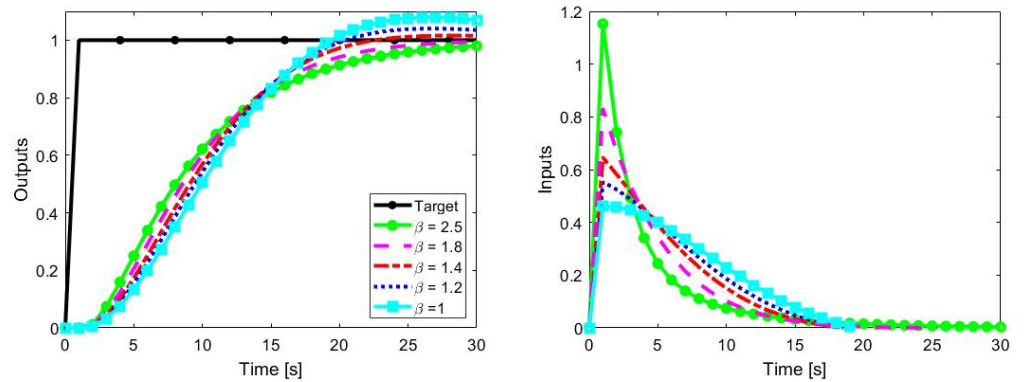 Outputs
1
0.8
0.6
0.4
0.2
0
0 5 10 15 20 25 30
Time [s]
Target
β = 2.5
β = 1.8
β = 1.4
β = 1.2
β =1
Inputs
1.2
1
0.8
0.6
0.4
0.2
0
0 5 10 15 20 25 30
Time [s]